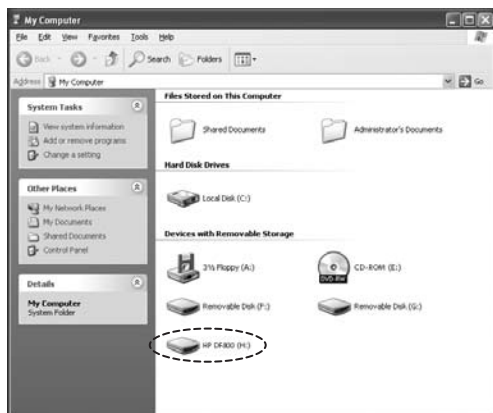 My Computer
File Edit View Favorites Tools Help
Back Search Folders
Address My Computer Go
System Tasks
View system information
Add or remove programs
Change a setting
Other Places
My Network Places
My Documents
Shared Documents
Control Panel
Details
My Computer
System Folder
Files Stored on This Computer
Shared Documents Administrator's Documents
Hard Disk Drives
Local Disk (C:)
Devices with Removable Storage
3½ Floppy (A:) DVD-RW CD-ROM (E:)
Removable Disk (F:) Removable Disk (G:)
HP DF800 (H:)